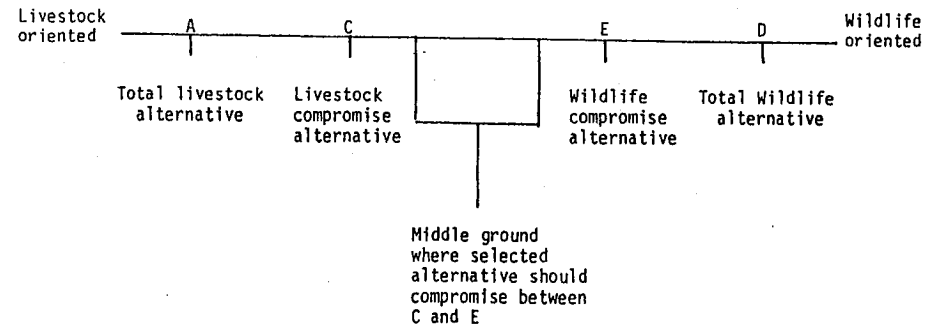 Livestock
oriented
A
C
E
D
Wildlife
oriented
Total livestock
alternative
Livestock
compromise
alternative
Wildlife
compromise
alternative
Total Wildlife
alternative
Middle ground
where selected
alternative should
compromise between
C and E